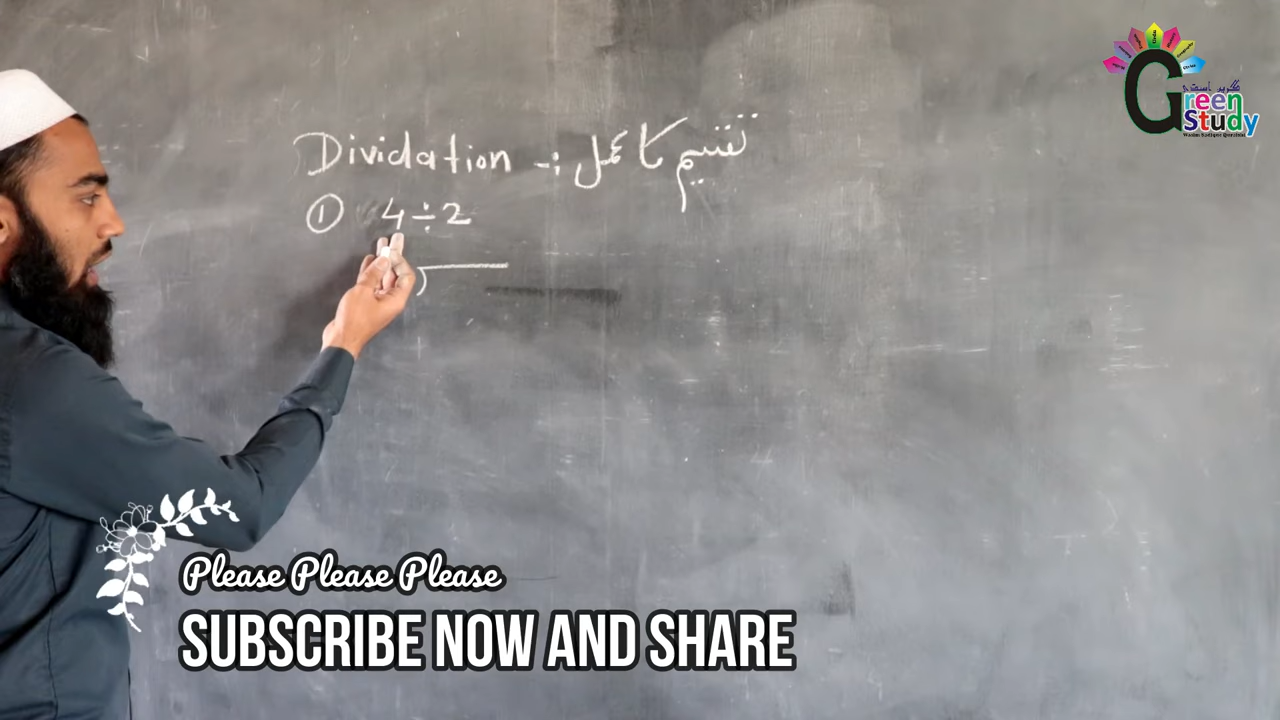 Dividation -: تقسیم کا عمل
① 4÷2
Green
Study
Please Please Please
SUBSCRIBE NOW AND SHARE